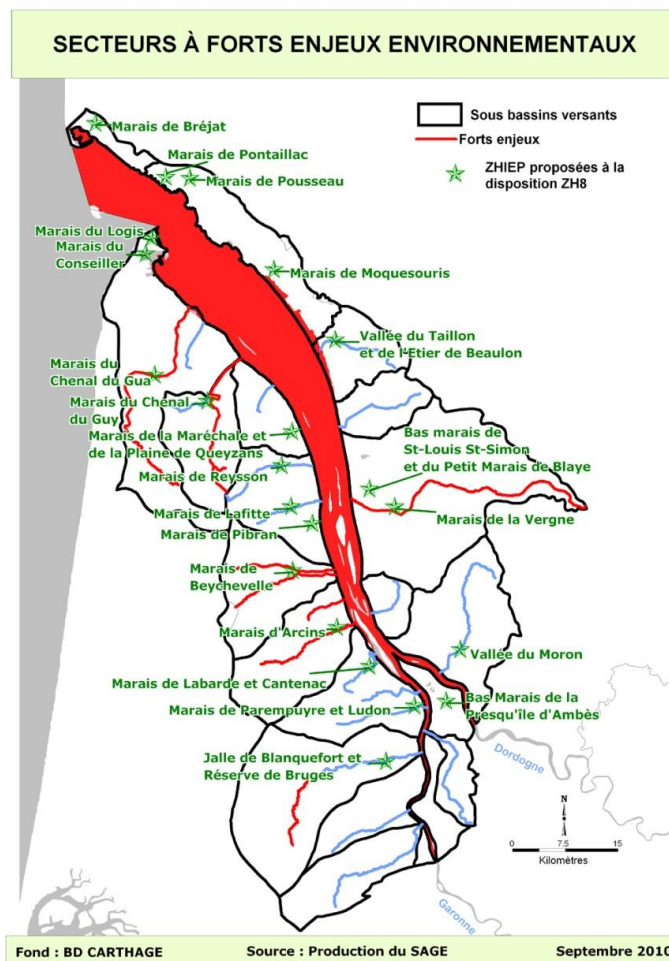 SECTEURS À FORTS ENJEUX ENVIRONNEMENTAUX
Sous bassins versants
Forts enjeux
ZHIEP proposées à la
disposition ZH8
Marais de Bréjat
Marais de Pontaillac
Marais de Pousseau
Marais du Logis
Marais du
Conseiller
Marais de Moquesouris
Vallée du Taillon
et de l'Etier de Beaulon
Marais du
Chenal du Gua
Marais du Chenal
du Guy
Marais de la Maréchale et
de la Plaine de Queyzans
Bas marais de
St-Louis St-Simon
et du Petit Marais de Blaye
Marais de Reysson
Marais de Lafitte
Marais de la Vergne
Marais de Pibran
Marais de
Beychevelle
Marais d'Arcins
Vallée du Moron
Marais de Labarde et Cantenac
Bas Marais de la
Presqu'île d'Ambès
Marais de Parempuyre et Ludon
Jalle de Blanquefort et
Réserve de Bruges
Dordogne
N
0 7.5 15
Kilomètres
Garonne
Fond : BD CARTHAGE Source : Production du SAGE Septembre 2010